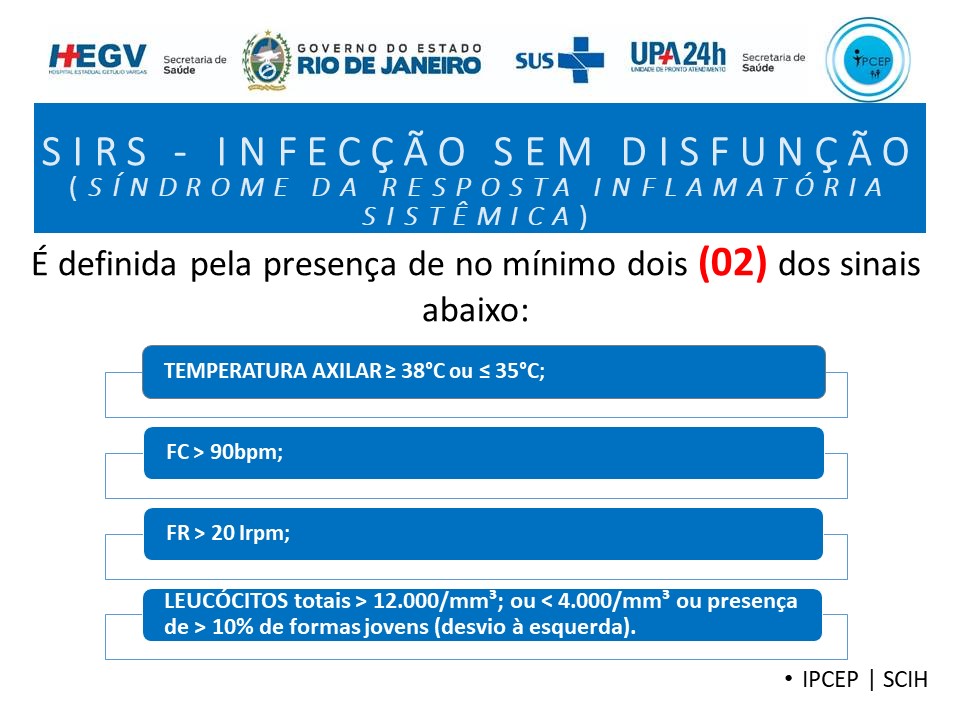 HEGV
HOSPITAL ESTADUAL GETULIO VARGAS
Secretaria de
Saúde
GOVERNO DO ESTADO
RIO DE JANEIRO
SUS
UPA24h
UNIDADE DE PRONTO ATENDIMENTO
Secretaria de
Saúde
IPCEP
SIRS - INFECÇÃO SEM DISFUNÇÃO
(SÍNDROME DA RESPOSTA INFLAMATÓRIA
SISTÊMICA)
É definida pela presença de no mínimo dois (02) dos sinais
abaixo:
TEMPERATURA AXILAR ≥ 38°C ou ≤ 35°C;
FC > 90bpm;
FR > 20 Irpm;
LEUCÓCITOS totais > 12.000/mm³; ou < 4.000/mm³ ou presença
de > 10% de formas jovens (desvio à esquerda).
• IPCEP | SCIH